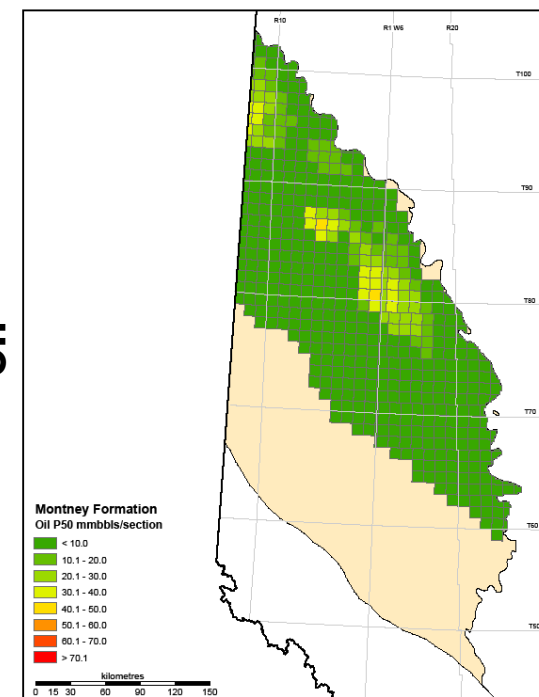 R10
R1 W6
R20
T100
T90
T80
T70
T60
T50
Montney Formation
Oil P50 mmbbls/section
< 10.0
10.1 - 20.0
20.1 - 30.0
30.1 - 40.0
40.1 - 50.0
50.1 - 60.0
60.1 - 70.0
> 70.1
kilometres
0 15 30 60 90 120 150